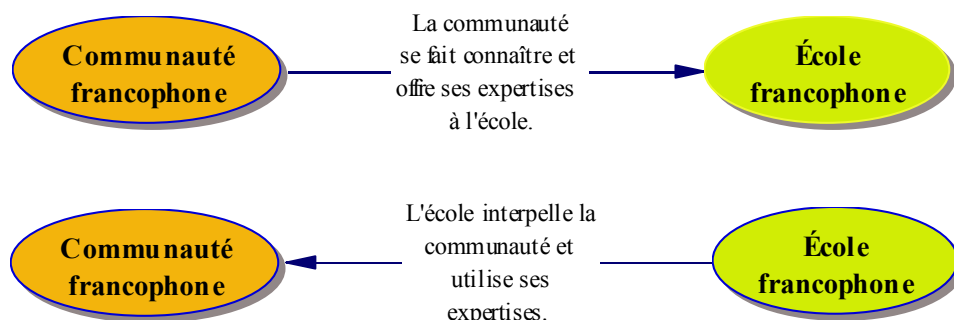 Communauté
francophone
La communauté
se fait connaître et
offre ses expertises
à l'école.
École
francophone
Communauté
francophone
L'école interpelle la
communauté et
utilise ses
expertises.
École
francophone